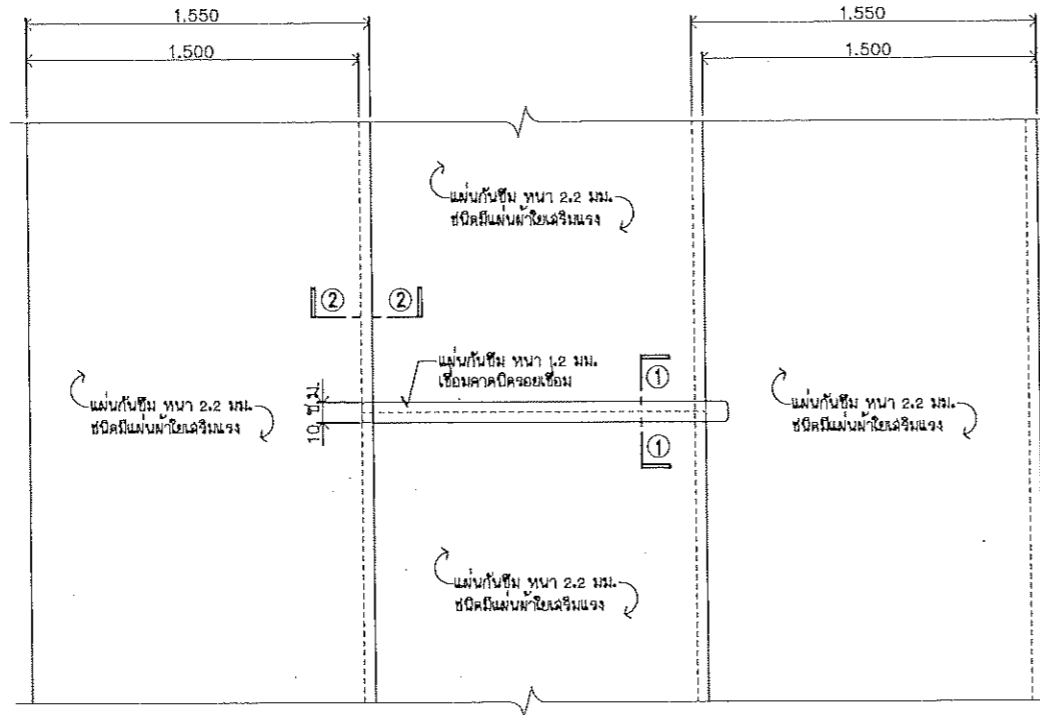 1.550
1.550
1.500
1.500
แผ่นกันซึม หนา 2.2 มม.
ชนิดมีแผ่นผ้าใยเสริมแรง
2 2
แผ่นกันซึม หนา 1.2 มม.
เชื่อมคาดปิดรอยเชื่อม
1
แผ่นกันซึม หนา 2.2 มม.
ชนิดมีแผ่นผ้าใยเสริมแรง
10 ซ.ม.
แผ่นกันซึม หนา 2.2 มม.
ชนิดมีแผ่นผ้าใยเสริมแรง
1
แผ่นกันซึม หนา 2.2 มม.
ชนิดมีแผ่นผ้าใยเสริมแรง